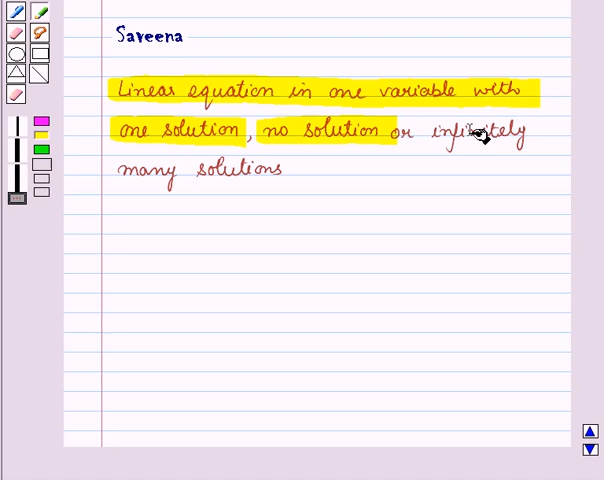 Saveena
Linear equation in one variable with
one solution, no solution or infinitely
many solutions